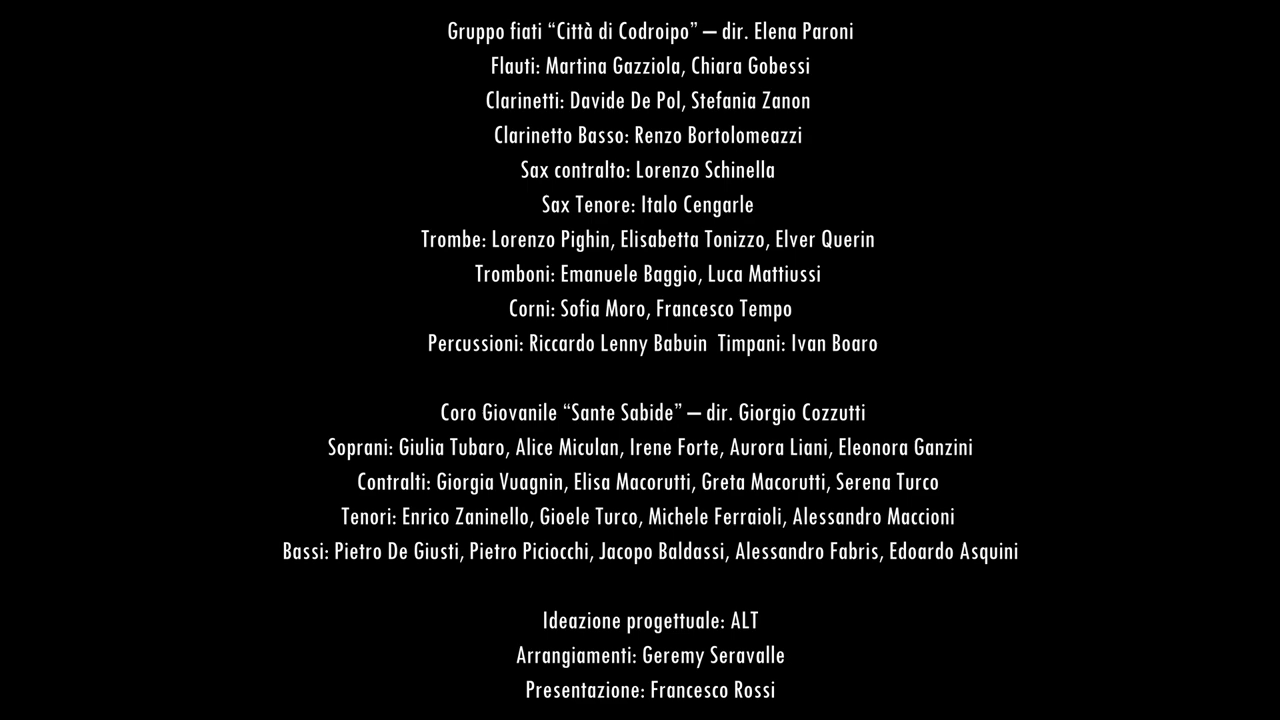 Gruppo fiati “Città di Codroipo” – dir. Elena Paroni
Flauti: Martina Gazziola, Chiara Gobessi
Clarinetti: Davide De Pol, Stefania Zanon
Clarinetto Basso: Renzo Bortolomeazzi
Sax contralto: Lorenzo Schinella
Sax Tenore: Italo Cengarle
Trombe: Lorenzo Pighin, Elisabetta Tonizzo, Elver Querin
Tromboni: Emanuele Baggio, Luca Mattiussi
Corni: Sofia Moro, Francesco Tempo
Percussioni: Riccardo Lenny Babuin  Timpani: Ivan Boaro
Coro Giovanile “Sante Sabide” – dir. Giorgio Cozzutti
Soprani: Giulia Tubaro, Alice Miculan, Irene Forte, Aurora Liani, Eleonora Ganzini
Contralti: Giorgia Vuagnin, Elisa Macorutti, Greta Macorutti, Serena Turco
Tenori: Enrico Zaninello, Gioele Turco, Michele Ferraioli, Alessandro Maccioni
Bassi: Pietro De Giusti, Pietro Piciocchi, Jacopo Baldassi, Alessandro Fabris, Edoardo Asquini
Ideazione progettuale: ALT
Arrangiamenti: Geremy Seravalle
Presentazione: Francesco Rossi